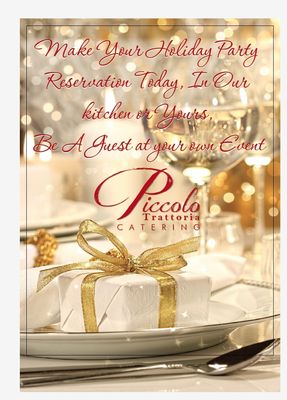 Make Your Holiday Party
Reservation Today, In Our
kitchen or Yours,
Be A Guest at your own Event
Piccolo
Trattoria
CATERING